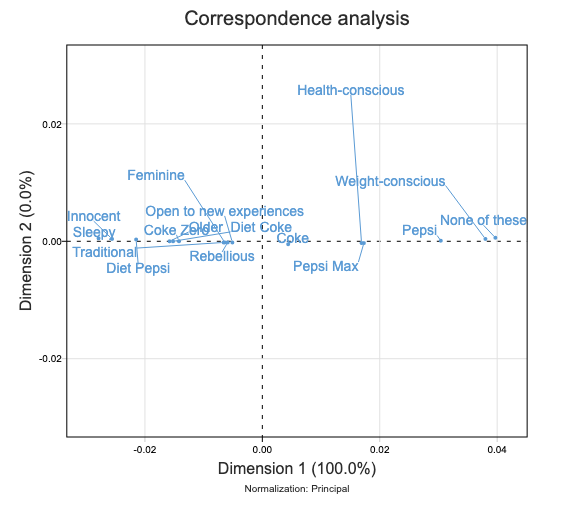 Correspondence analysis
Health-conscious
0.02
Feminine
Weight-conscious
Innocent
Open to new experiences
None of these
Sleepy
Coke Zero
Older
Diet Coke
Pepsi
Coke
0.00
Traditional
Rebellious
Diet Pepsi
Pepsi Max
-0.02
Dimension 2 (0.0%)
-0.02
0.00
0.02
0.04
Dimension 1 (100.0%)
Normalization: Principal